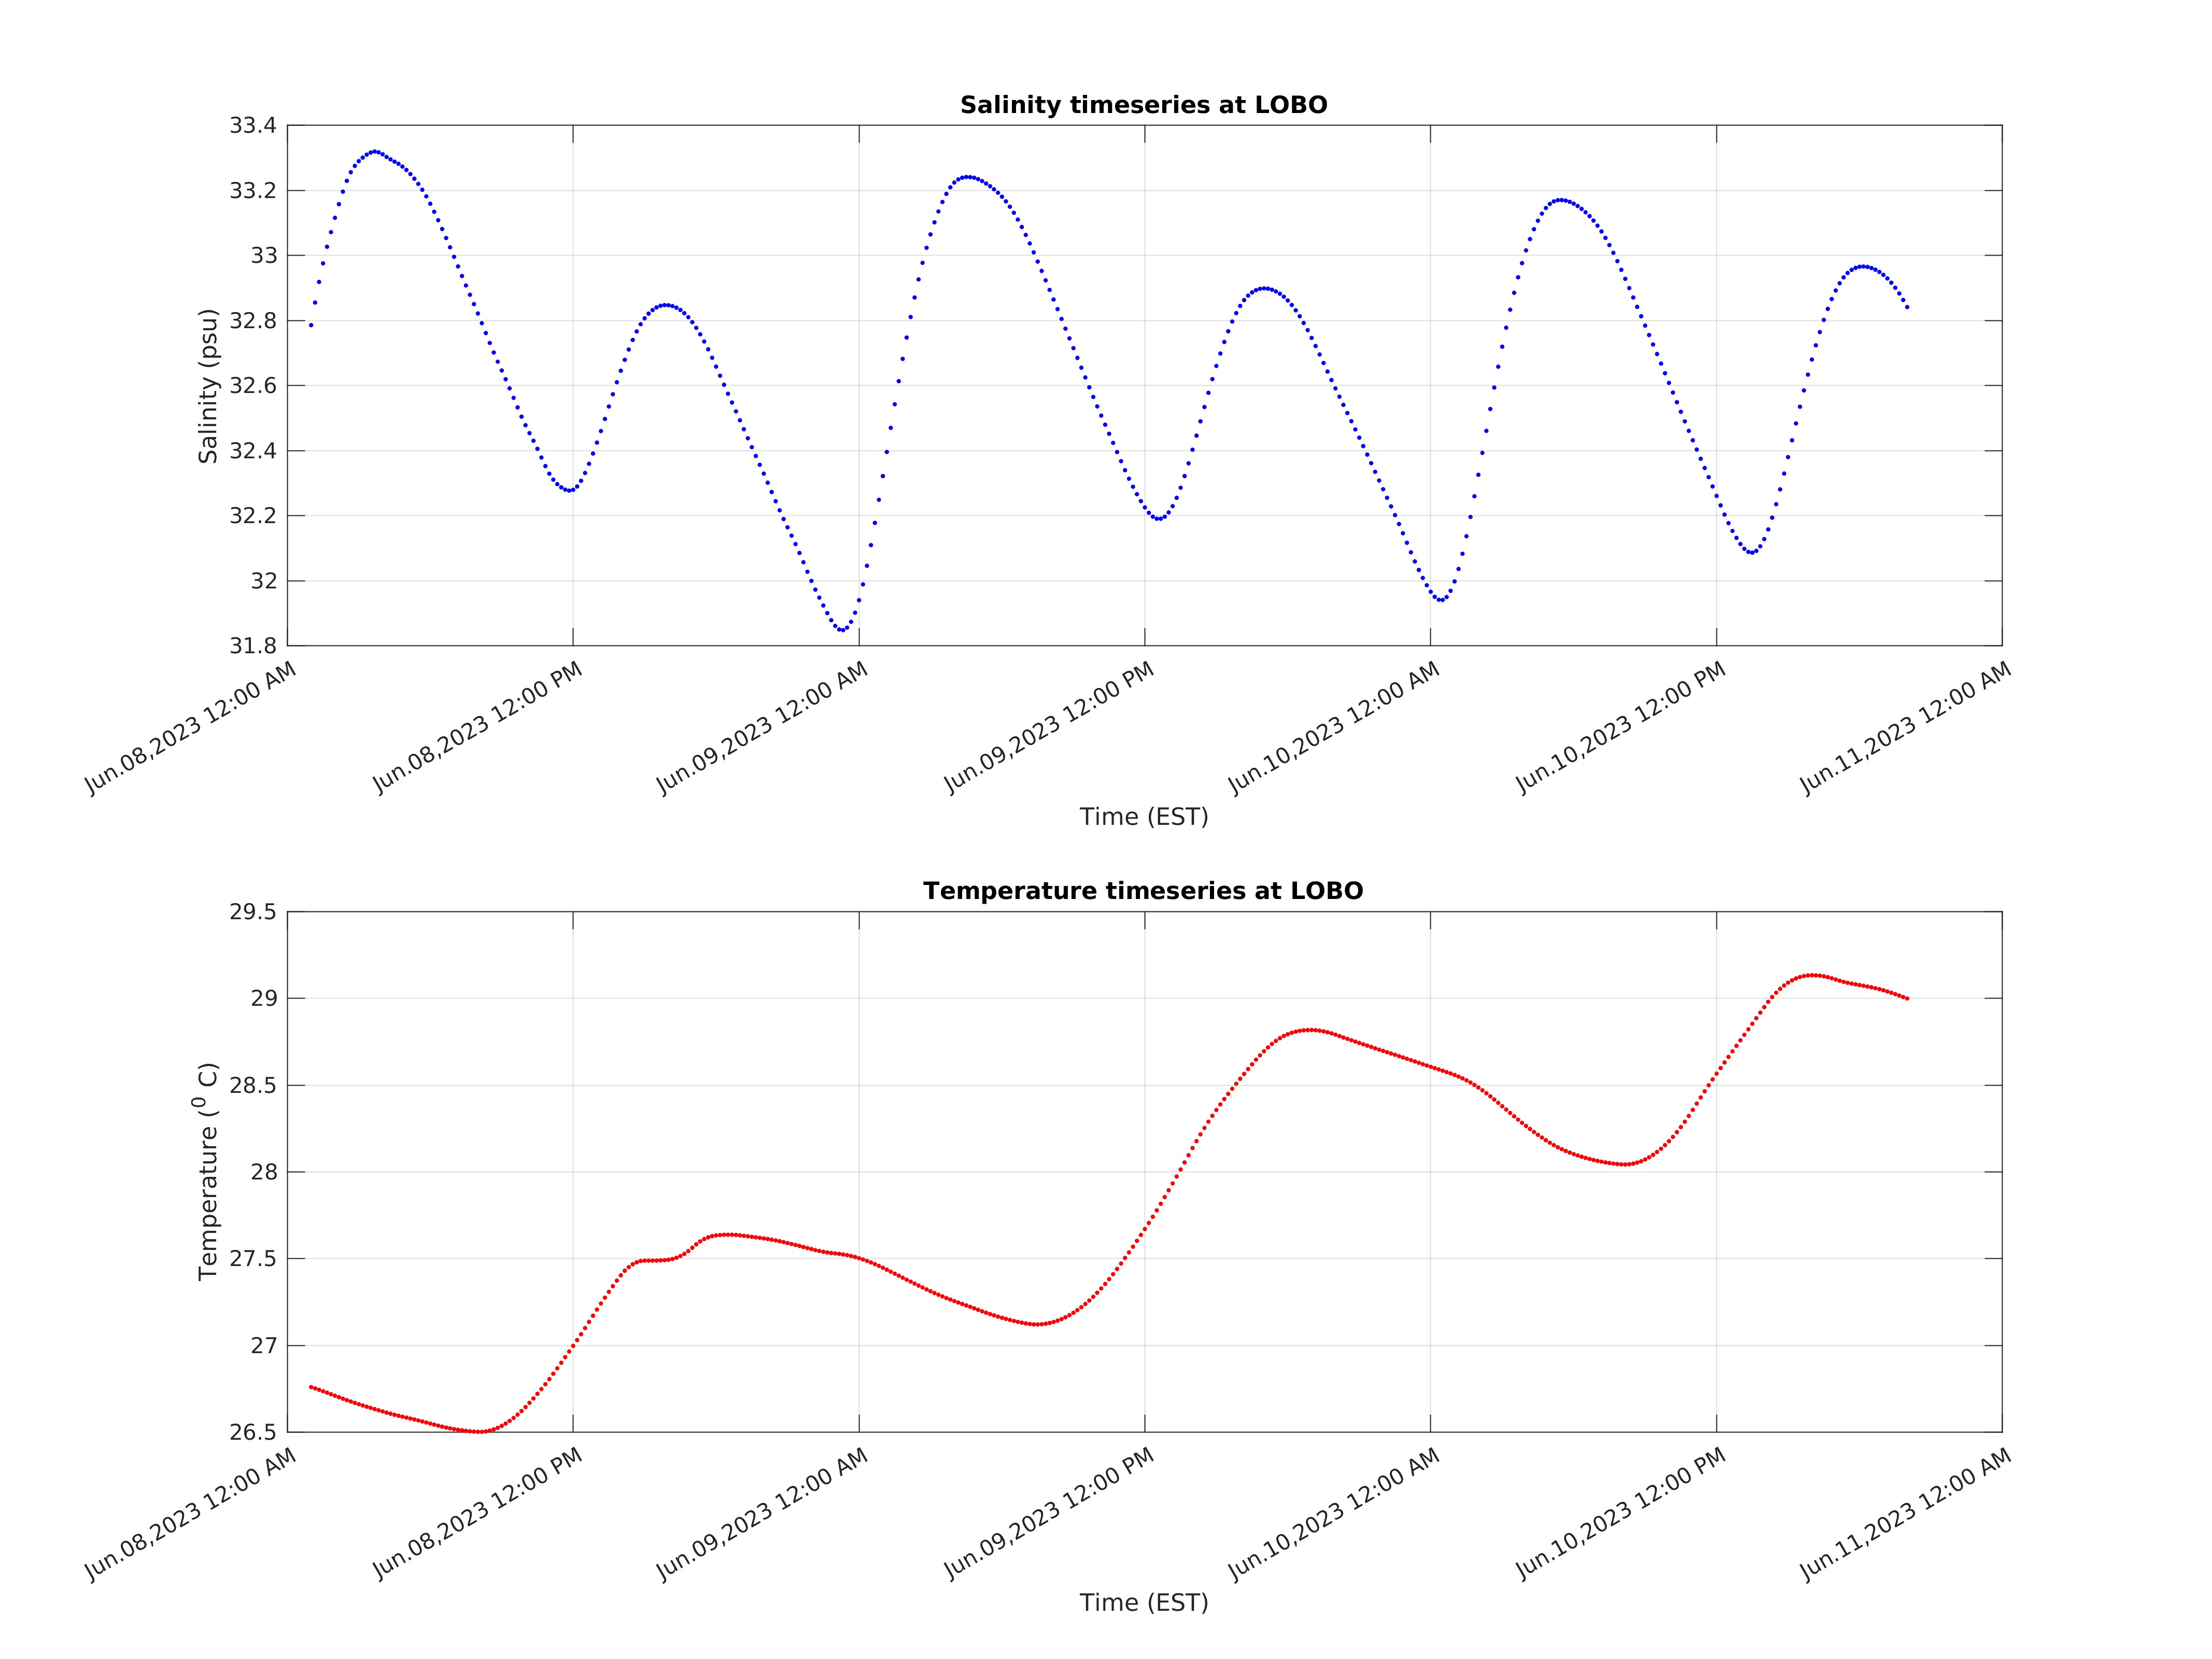 Salinity timeseries at LOBO
33.4
33.2
33
32.8
32.6
32.4
32.2
32
31.8
Salinity (psu)
Jun.08,2023 12:00 AM
Jun.08,2023 12:00 PM
Jun.09,2023 12:00 AM
Jun.09,2023 12:00 PM
Jun.10,2023 12:00 AM
Jun.10,2023 12:00 PM
Jun.11,2023 12:00 AM
Time (EST)
Temperature timeseries at LOBO
29.5
29
28.5
28
27.5
27
26.5
Temperature (⁰ C)
Jun.08,2023 12:00 AM
Jun.08,2023 12:00 PM
Jun.09,2023 12:00 AM
Jun.09,2023 12:00 PM
Jun.10,2023 12:00 AM
Jun.10,2023 12:00 PM
Jun.11,2023 12:00 AM
Time (EST)